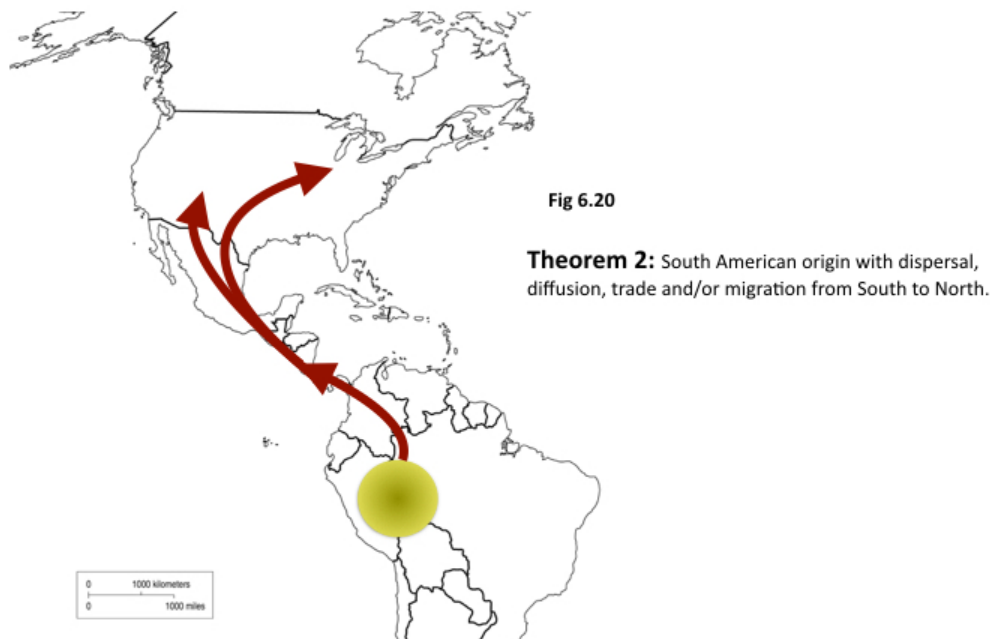 Fig 6.20
Theorem 2: South American origin with dispersal,
diffusion, trade and/or migration from South to North.
0 1000 kilometers
0 1000 miles